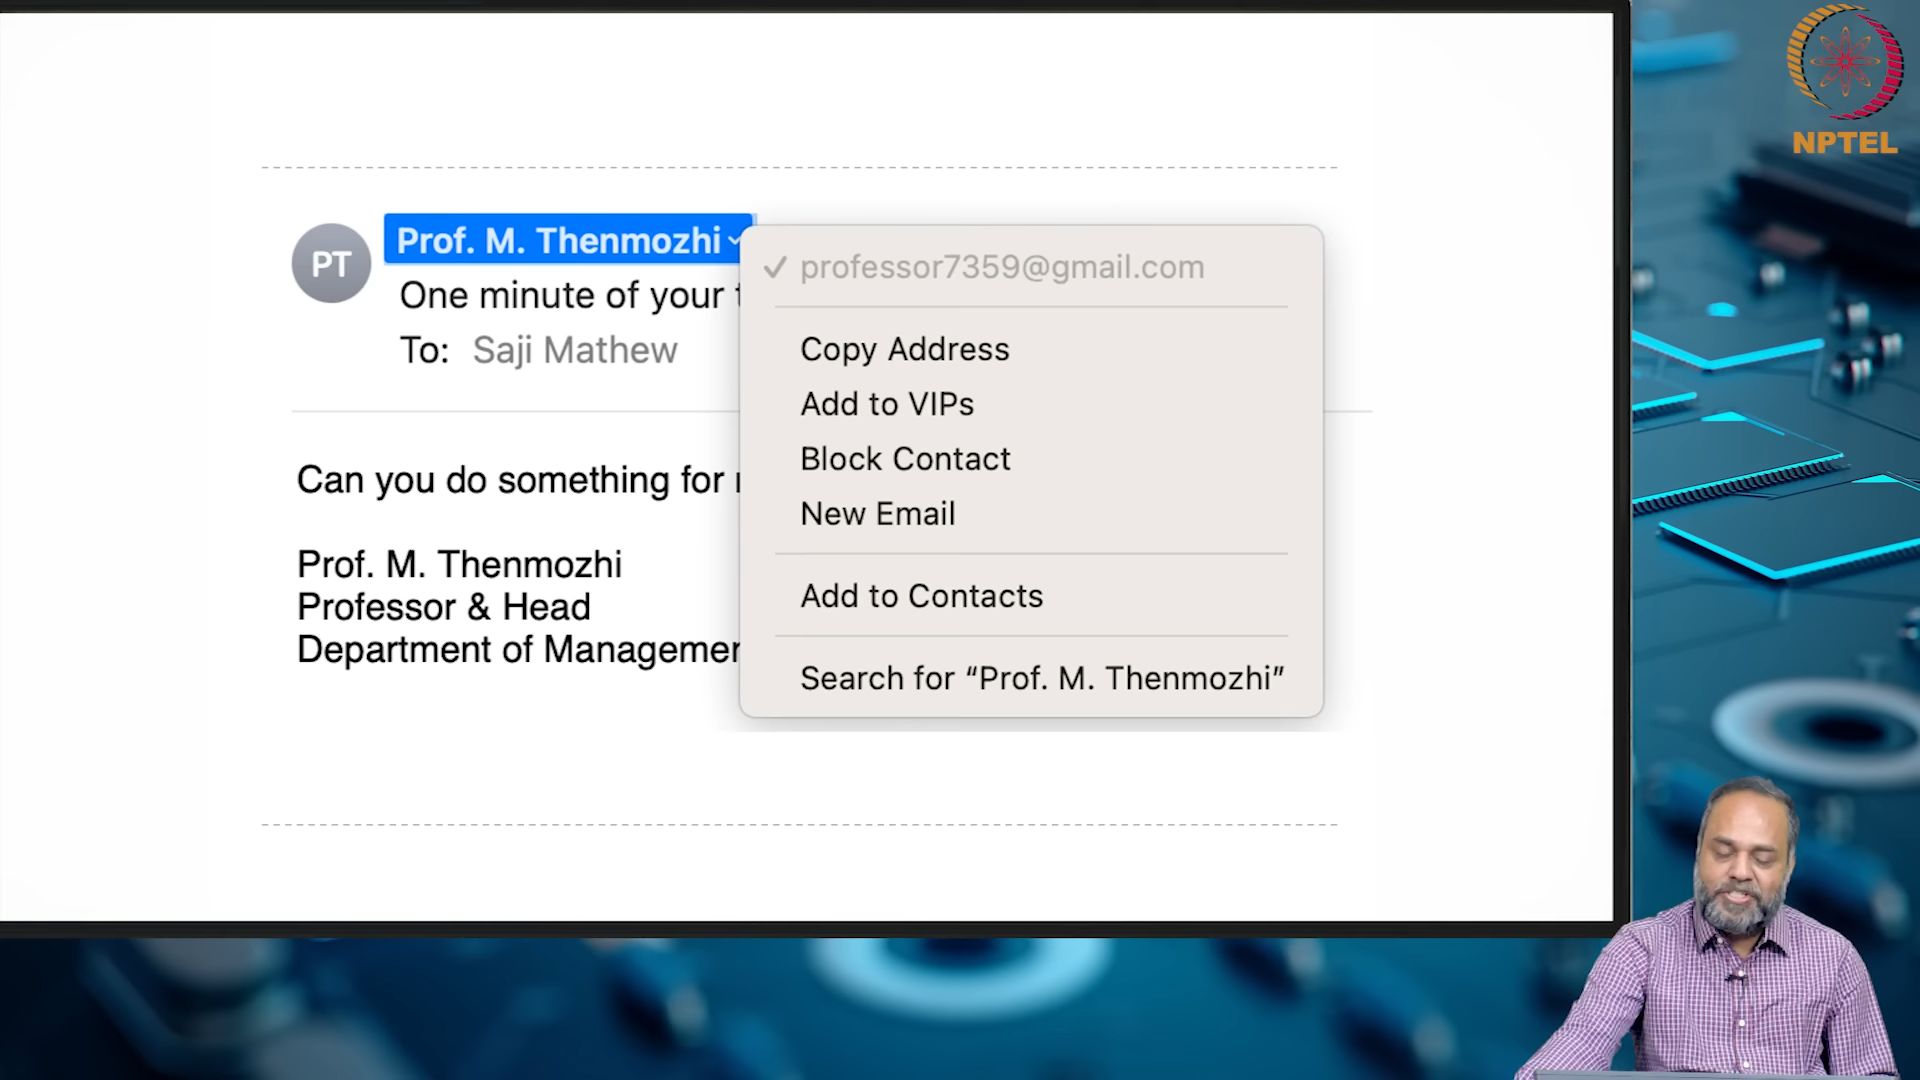 NPTEL
PT
Prof. M. Thenmozhi
professor7359@gmail.com
One minute of your
To: Saji Mathew
Copy Address
Add to VIPs
Block Contact
New Email
Can you do something for
Prof. M. Thenmozhi
Professor & Head
Department of
Add to Contacts
Search for “Prof. M. Thenmozhi”